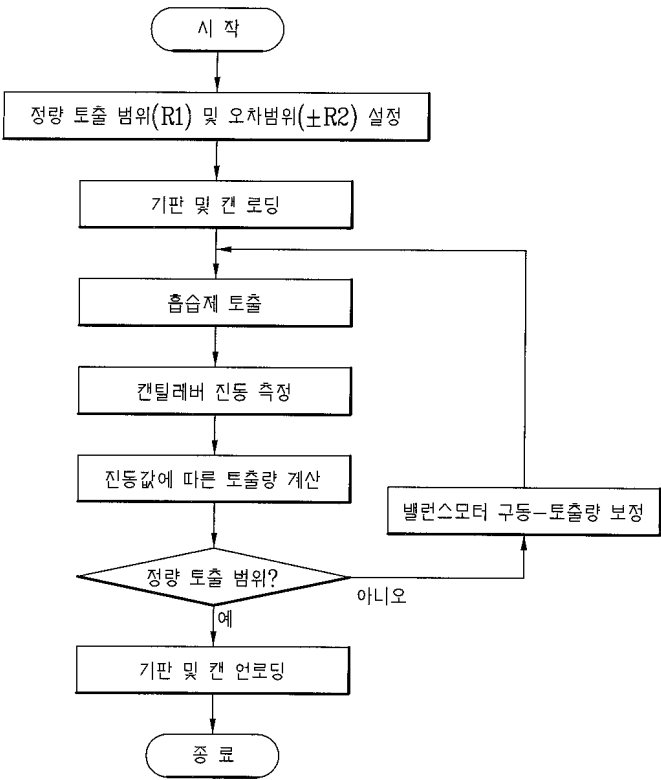 시 작
정량 토출 범위(R1) 및 오차범위(±R2) 설정
기판 및 캔 로딩
흡습제 토출
캔틸레버 진동 측정
진동값에 따른 토출량 계산
밸런스모터 구동–토출량 보정
정량 토출 범위?
아니오
예
기판 및 캔 언로딩
종 료